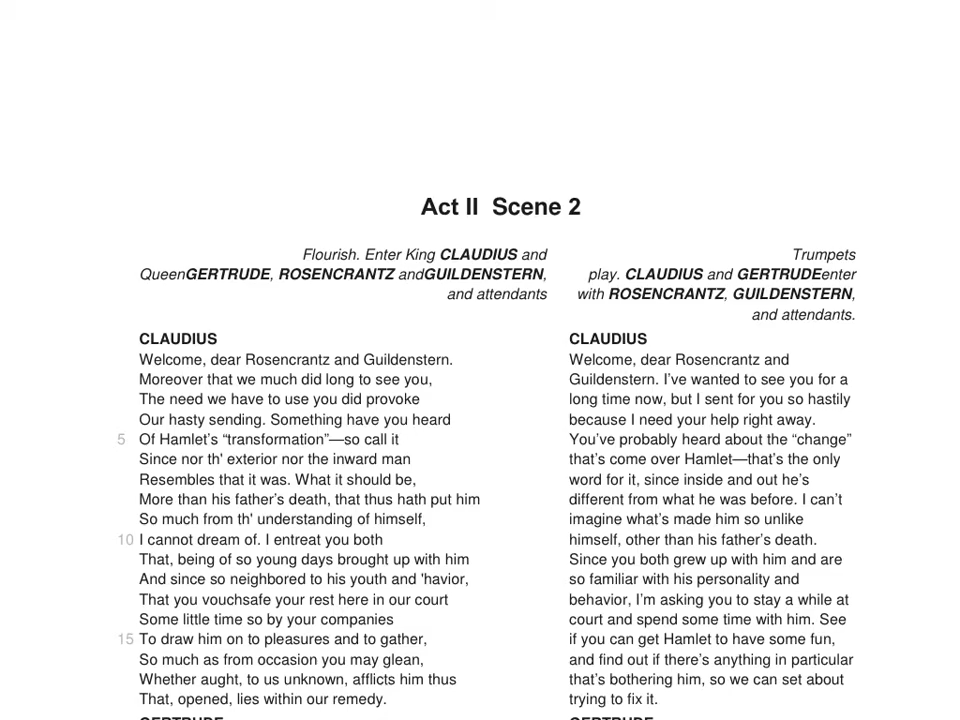 Act II  Scene 2
Flourish. Enter King CLAUDIUS and
QueenGERTRUDE, ROSENCRANTZ andGUILDENSTERN,
and attendants
CLAUDIUS
Welcome, dear Rosencrantz and Guildenstern.
Moreover that we much did long to see you,
The need we have to use you did provoke
Our hasty sending. Something have you heard
5 Of Hamlet’s “transformation”—so call it
Since nor th' exterior nor the inward man
Resembles that it was. What it should be,
More than his father’s death, that thus hath put him
So much from th' understanding of himself,
10 I cannot dream of. I entreat you both
That, being of so young days brought up with him
And since so neighbored to his youth and 'havior,
That you vouchsafe your rest here in our court
Some little time so by your companies
15 To draw him on to pleasures and to gather,
So much as from occasion you may glean,
Whether aught, to us unknown, afflicts him thus
That, opened, lies within our remedy.
GERTRUDE
Trumpets
play. CLAUDIUS and GERTRUDEenter
with ROSENCRANTZ, GUILDENSTERN,
and attendants.
CLAUDIUS
Welcome, dear Rosencrantz and
Guildenstern. I’ve wanted to see you for a
long time now, but I sent for you so hastily
because I need your help right away.
You’ve probably heard about the “change”
that’s come over Hamlet—that’s the only
word for it, since inside and out he’s
different from what he was before. I can’t
imagine what’s made him so unlike
himself, other than his father’s death.
Since you both grew up with him and are
so familiar with his personality and
behavior, I’m asking you to stay a while at
court and spend some time with him. See
if you can get Hamlet to have some fun,
and find out if there’s anything in particular
that’s bothering him, so we can set about
trying to fix it.
GERTRUDE